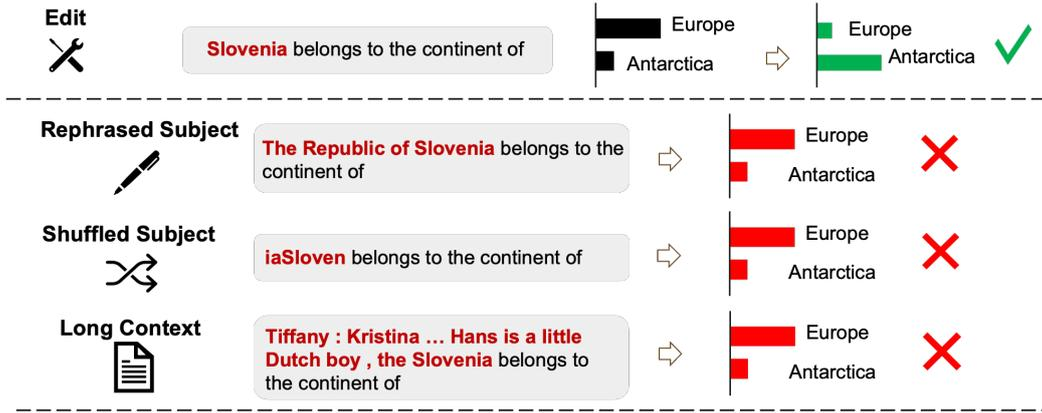 Edit
Slovenia belongs to the continent of
Europe
Antarctica
Europe
Antarctica
Rephrased Subject
The Republic of Slovenia belongs to the
continent of
Europe
Antarctica
Shuffled Subject
iaSloven belongs to the continent of
Europe
Antarctica
Long Context
Tiffany : Kristina ... Hans is a little
Dutch boy , the Slovenia belongs to
the continent of
Europe
Antarctica